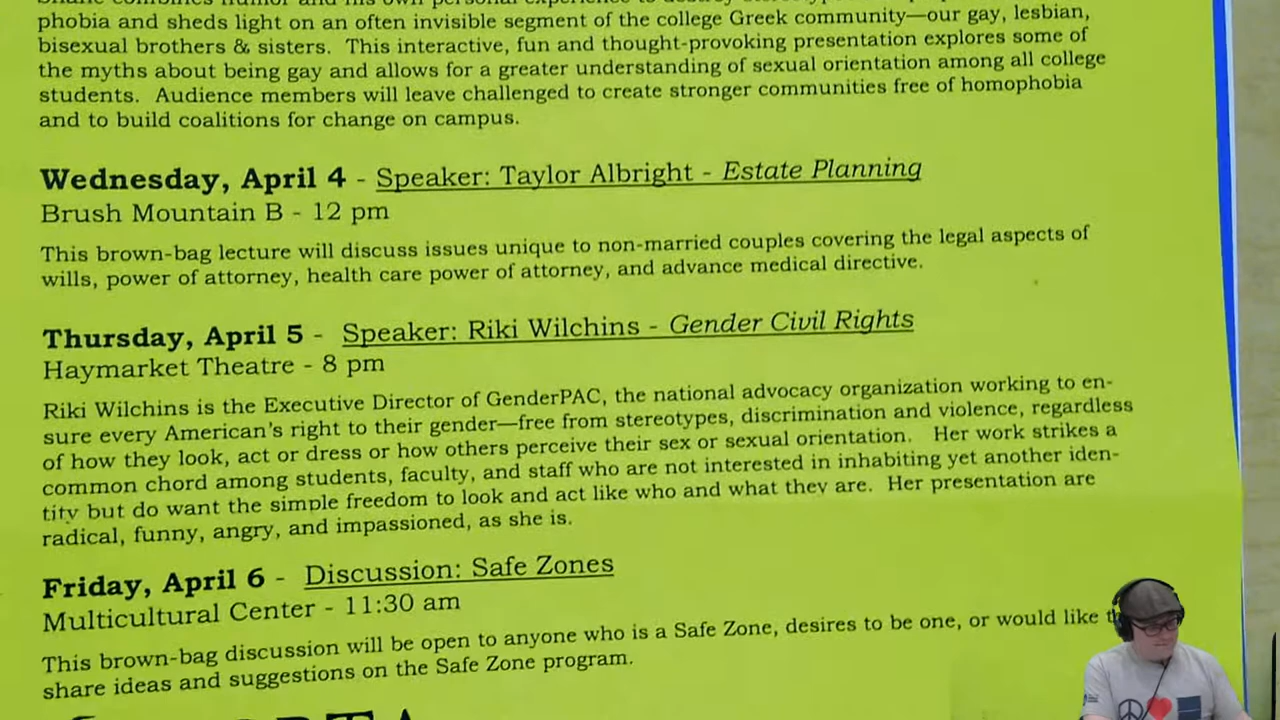 phobia and sheds light on an often invisible segment of the college Greek community—our gay, lesbian,
bisexual brothers & sisters. This interactive, fun and thought-provoking presentation explores some of
the myths about being gay and allows for a greater understanding of sexual orientation among all college
students. Audience members will leave challenged to create stronger communities free of homophobia
and to build coalitions for change on campus.
Wednesday, April 4 - Speaker: Taylor Albright - Estate Planning
Brush Mountain B - 12 pm
This brown-bag lecture will discuss issues unique to non-married couples covering the legal aspects of
wills, power of attorney, health care power of attorney, and advance medical directive.
Thursday, April 5 - Speaker: Riki Wilchins - Gender Civil Rights
Haymarket Theatre - 8 pm
Riki Wilchins is the Executive Director of GenderPAC, the national advocacy organization working to en-
sure every American's right to their gender—free from stereotypes, discrimination and violence, regardless
of how they look, act or dress or how others perceive their sex or sexual orientation. Her work strikes a
common chord among students, faculty, and staff who are not interested in inhabiting yet another iden-
tity but do want the simple freedom to look and act like who and what they are. Her presentation are
radical, funny, angry, and impassioned, as she is.
Friday, April 6 - Discussion: Safe Zones
Multicultural Center - 11:30 am
This brown-bag discussion will be open to anyone who is a Safe Zone, desires to be one, or would like
share ideas and suggestions on the Safe Zone program.